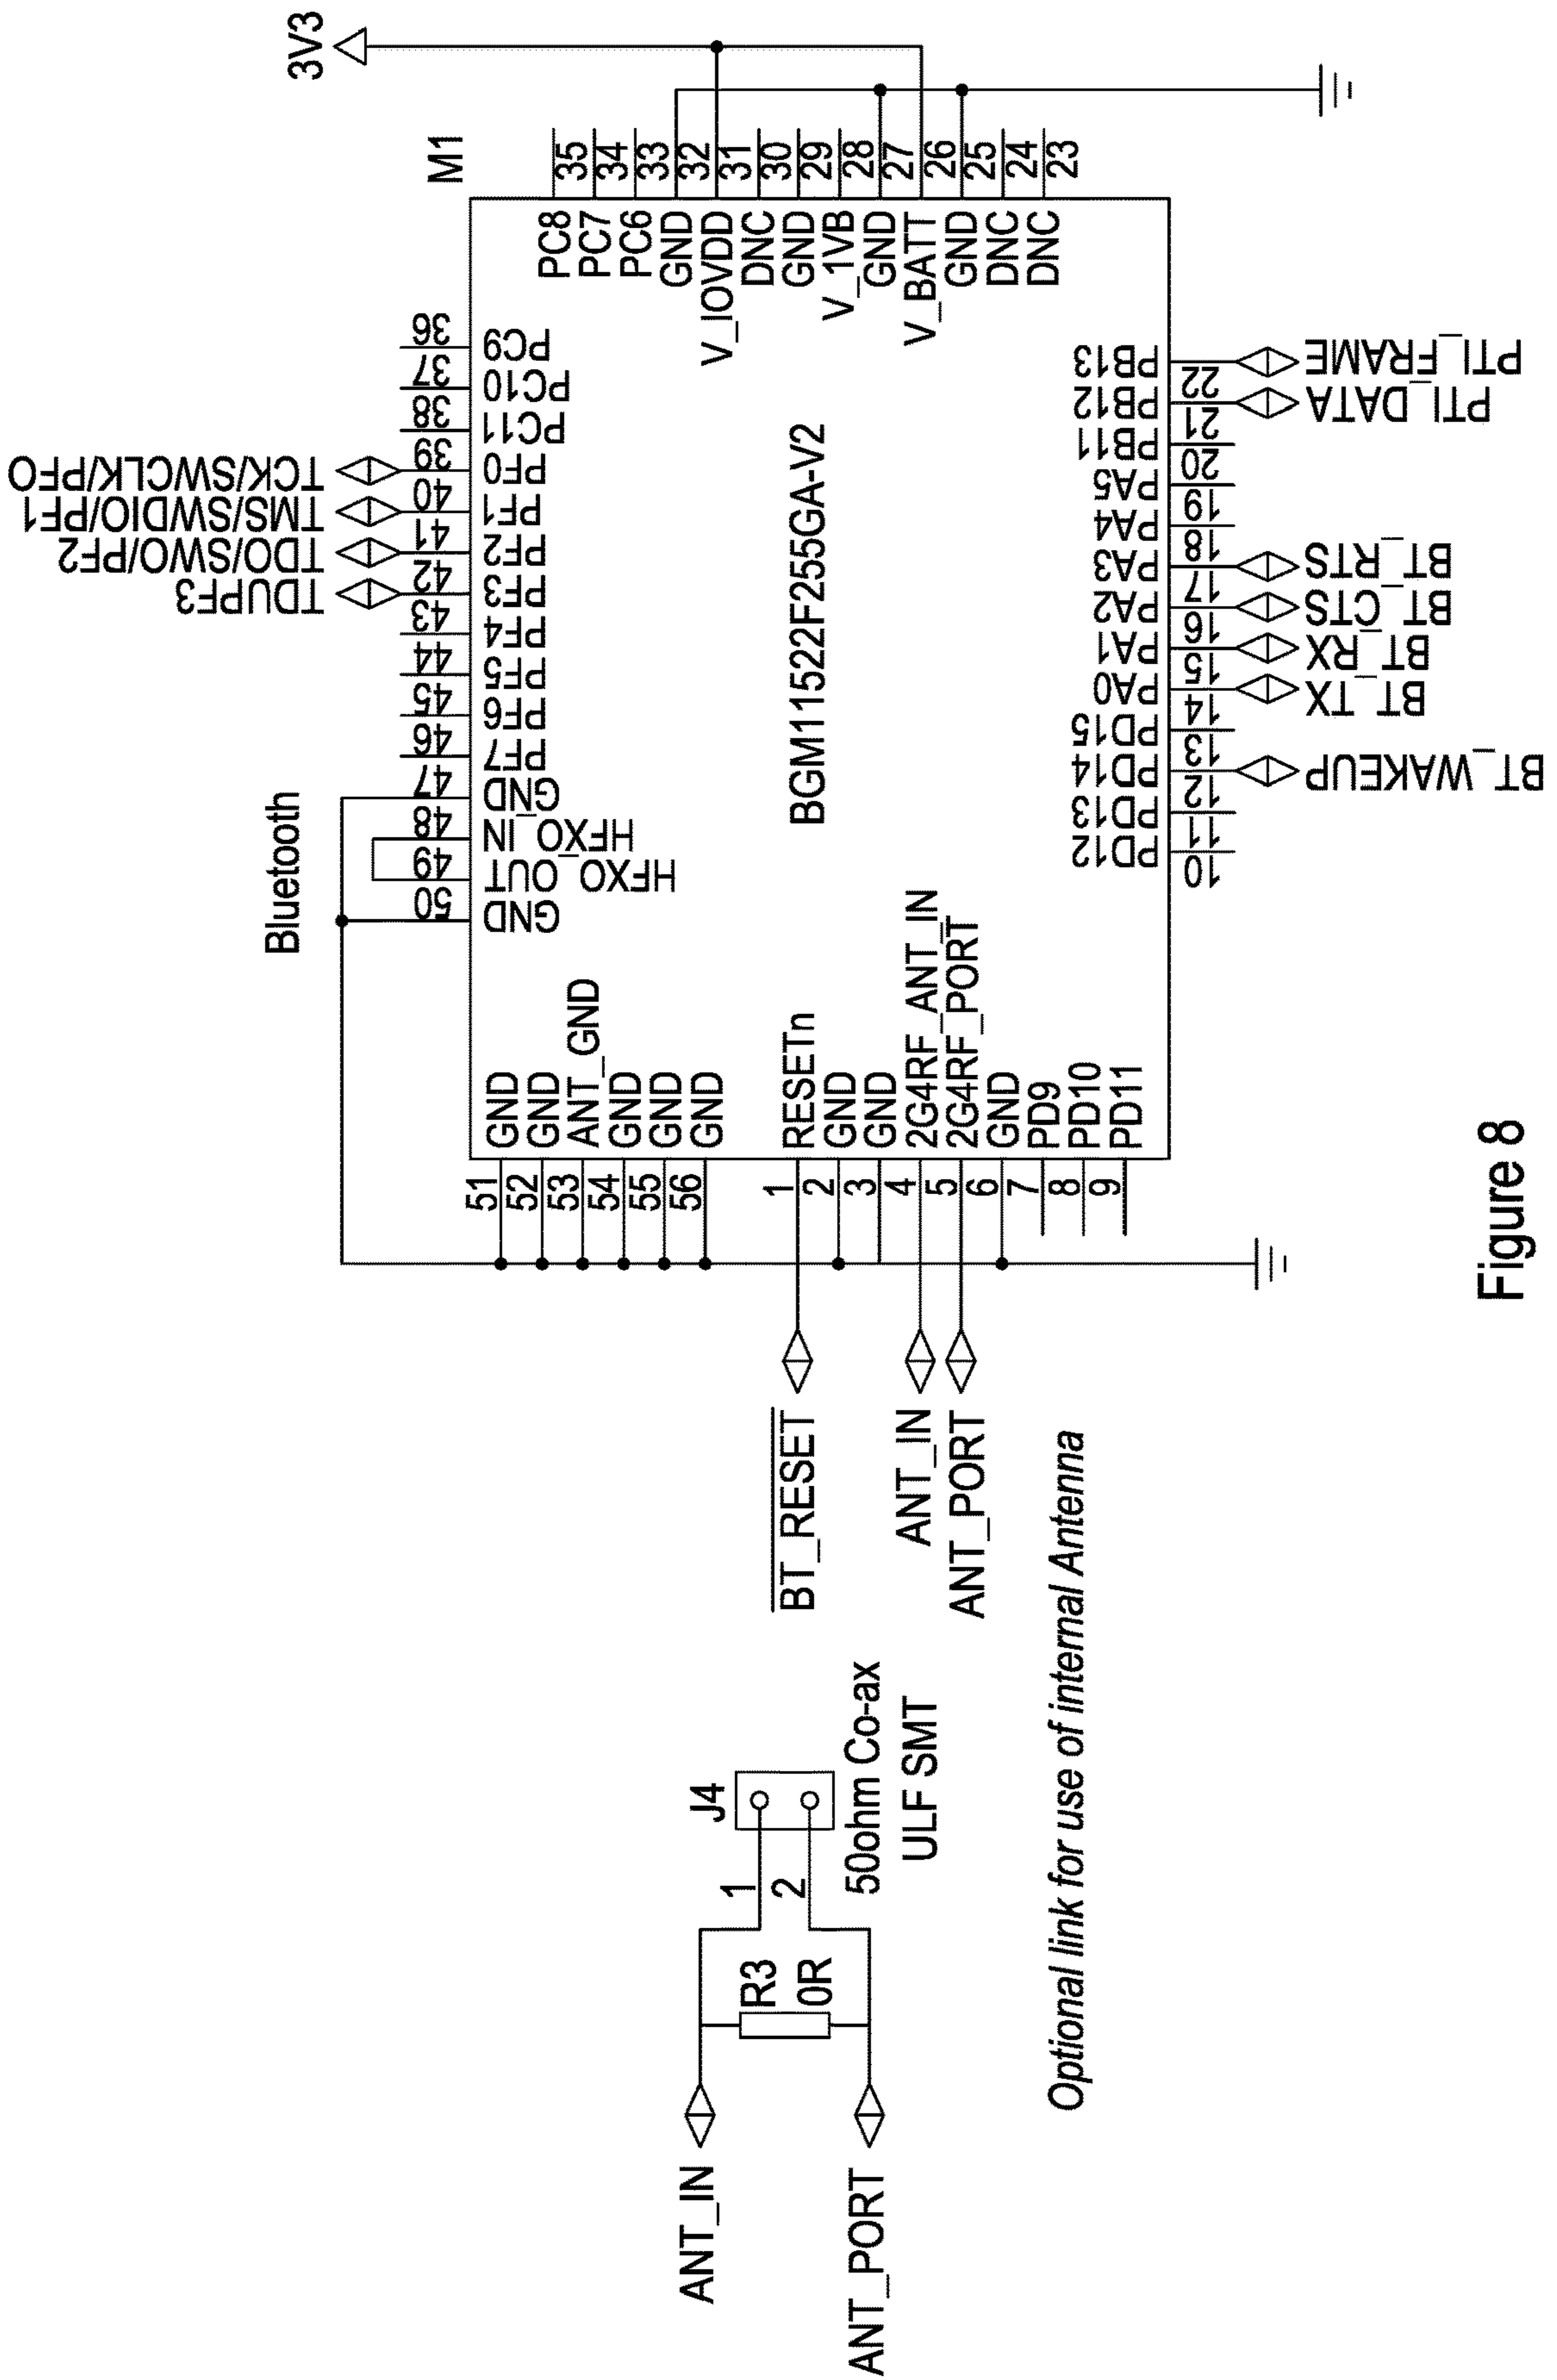 Bluetooth
M1
3V3
TDI/PF3
TDO/SWO/PF2
TMS/SWDIO/PF1
TCK/SWCLK/PF0
50
49
48
47
46
45
44
43
42
41
40
39
38
37
36
GND
HFXO_OUT
HFXO_IN
GND
PF7
PF6
PF5
PF4
PF3
PF2
PF1
PF0
PC11
PC10
PC9
51 GND
52 GND
53 ANT_GND
54 GND
55 GND
56 GND
BT_RESET 1 RESETn
2 GND
3 GND
ANT_IN 4 2G4RF_ANT_IN
ANT_PORT 5 2G4RF_PORT
6 GND
7 PD9
8 PD10
9 PD11
BGM11522F255GA-V2
PC8 35
PC7 34
PC6 33
GND 32
V_IOVDD 31
DNC 30
GND 29
V_1VB 28
GND 27
V_BATT 26
GND 25
DNC 24
DNC 23
PD12
PD13
PD14
PD15
PA0
PA1
PA2
PA3
PA4
PA5
PB11
PB12
PB13
10
11
12
13
14
15
16
17
18
19
20
21
22
BT_WAKEUP
BT_TX
BT_RX
BT_CTS
BT_RTS
PTI_DATA
PTI_FRAME
ANT_IN
ANT_PORT
R3
0R
1
2
J4
50ohm Co-ax
ULF SMT
Optional link for use of internal Antenna
Figure 8